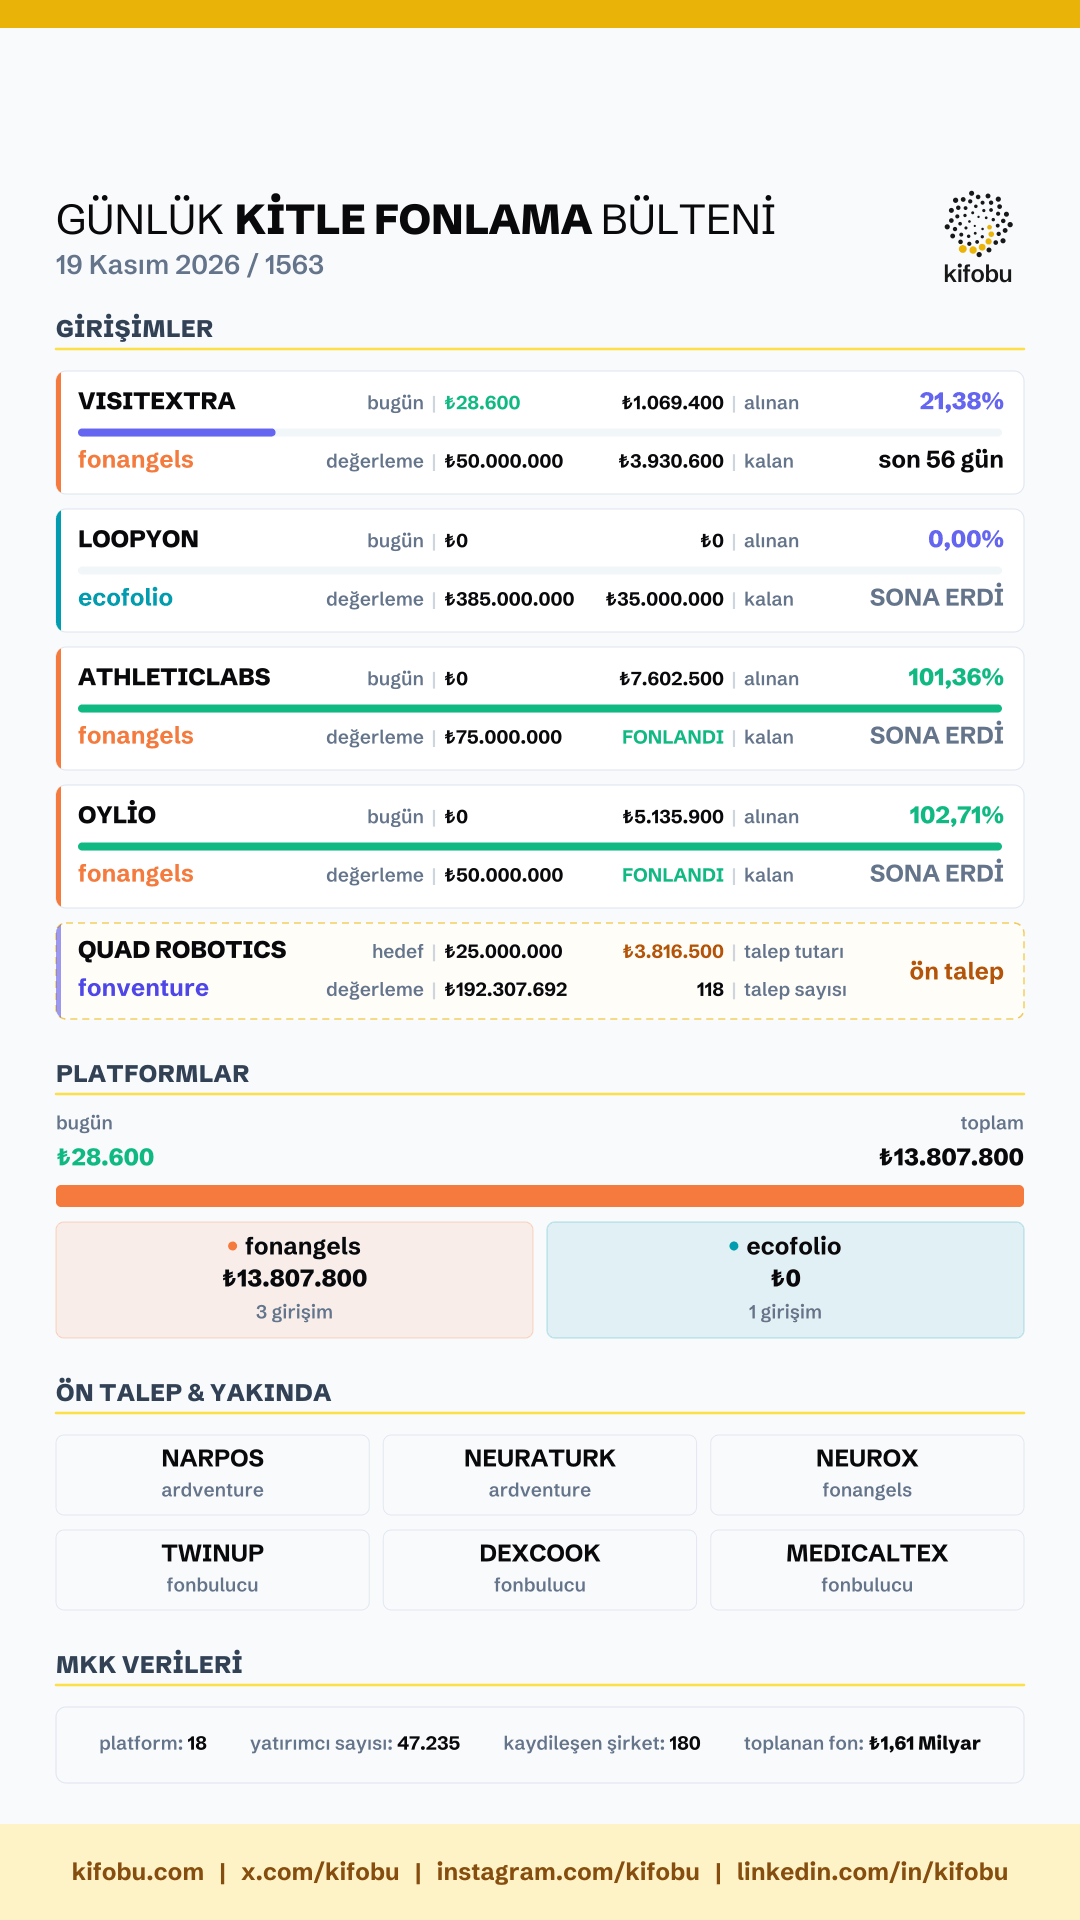 GÜNLÜK KİTLE FONLAMA BÜLTENİ
19 Kasım 2026 / 1563
kifobu
GİRİŞİMLER
VISITEXTRA bugün | ₺28.600 ₺1.069.400 | alınan 21,38%
fonangels değerleme | ₺50.000.000 ₺3.930.600 | kalan son 56 gün
LOOPYON bugün | ₺0 ₺0 | alınan 0,00%
ecofolio değerleme | ₺385.000.000 ₺35.000.000 | kalan SONA ERDİ
ATHLETICLABS bugün | ₺0 ₺7.602.500 | alınan 101,36%
fonangels değerleme | ₺75.000.000 FONLANDI | kalan SONA ERDİ
OYLİO bugün | ₺0 ₺5.135.900 | alınan 102,71%
fonangels değerleme | ₺50.000.000 FONLANDI | kalan SONA ERDİ
QUAD ROBOTICS hedef | ₺25.000.000 ₺3.816.500 | talep tutarı ön talep
fonventure değerleme | ₺192.307.692 118 | talep sayısı
PLATFORMLAR
bugün toplam
₺28.600 ₺13.807.800
• fonangels • ecofolio
₺13.807.800 ₺0
3 girişim 1 girişim
ÖN TALEP & YAKINDA
NARPOS NEURATURK NEUROX
ardventure ardventure fonangels
TWINUP DEXCOOK MEDICALTEX
fonbulucu fonbulucu fonbulucu
MKK VERİLERİ
platform: 18 yatırımcı sayısı: 47.235 kaydileşen şirket: 180 toplanan fon: ₺1,61 Milyar
kifobu.com | x.com/kifobu | instagram.com/kifobu | linkedin.com/in/kifobu